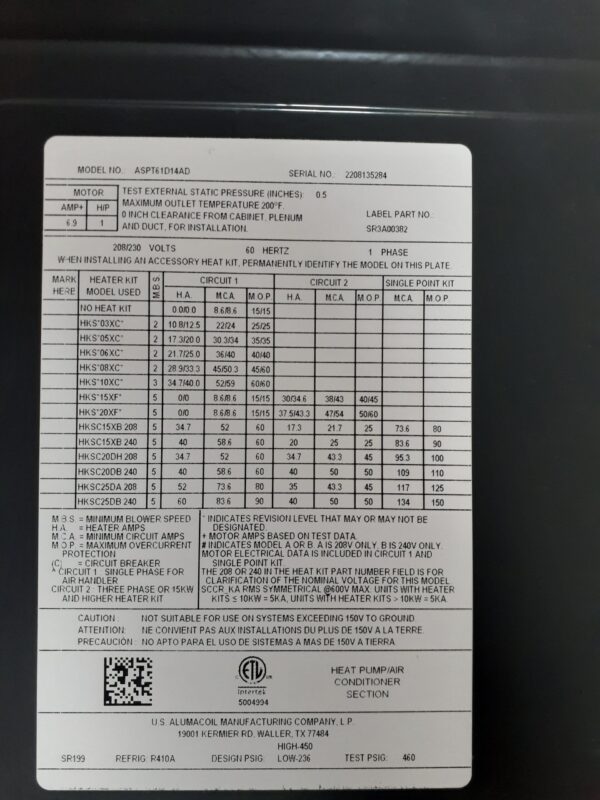 MODEL NO. ASPT61D14AD SERIAL NO. 2208135284
MOTOR
AMP+ H/P
6.9 1
TEST EXTERNAL STATIC PRESSURE (INCHES) 0.5
MAXIMUM OUTLET TEMPERATURE 200°F.
0 INCH CLEARANCE FROM CABINET, PLENUM
AND DUCT, FOR INSTALLATION.
LABEL PART NO.:
SR3A00382
208/230 VOLTS 60 HERTZ 1 PHASE
WHEN INSTALLING AN ACCESSORY HEAT KIT, PERMANENTLY IDENTIFY THE MODEL ON THIS PLATE
MARK HERE HEATER KIT MODEL USED M.B.S. CIRCUIT 1 CIRCUIT 2 SINGLE POINT KIT
H.A. M.C.A. M.O.P. H.A. M.C.A. M.O.P. M.C.A. M.O.P.
NO HEAT KIT 0.0/0.0 8.6/8.6 15/15
HKS*03XC* 2 10.8/12.5 22/24 25/25
HKS*05XC* 2 17.3/20.0 30.3/34 35/35
HKS*06XC* 2 21.7/25.0 36/40 40/40
HKS*08XC* 2 28.9/33.3 45/50.3 45/60
HKS*10XC* 3 34.7/40.0 52/59 60/60
HKS*15XF* 5 0/0 8.6/8.6 15/15 30/34.6 38/43 40/45
HKS*20XF* 5 0/0 8.6/8.6 15/15 37.5/43.3 47/54 50/60
HKSC15XB 208 5 34.7 52 60 17.3 21.7 25 73.6 80
HKSC15XB 240 5 40 58.6 60 20 25 25 83.6 90
HKSC20DH 208 5 34.7 52 60 34.7 43.3 45 95.3 100
HKSC20DB 240 5 40 58.6 60 40 50 50 109 110
HKSC25DA 208 5 52 73.6 80 35 43.3 45 117 125
HKSC25DB 240 5 60 83.6 90 40 50 50 134 150
M.B.S. = MINIMUM BLOWER SPEED
H.A. = HEATER AMPS
M.C.A. = MINIMUM CIRCUIT AMPS
M.O.P. = MAXIMUM OVERCURRENT
PROTECTION
(C) = CIRCUIT BREAKER
^ CIRCUIT 1 : SINGLE PHASE FOR
AIR HANDLER
CIRCUIT 2 : THREE PHASE OR 15KW
AND HIGHER HEATER KIT
* INDICATES REVISION LEVEL THAT MAY OR MAY NOT BE
DESIGNATED.
+ MOTOR AMPS BASED ON TEST DATA.
# INDICATES MODEL A OR B. A IS 208V ONLY. B IS 240V ONLY.
MOTOR ELECTRICAL DATA IS INCLUDED IN CIRCUIT 1 AND
SINGLE POINT KIT.
THE 208 OR 240 IN THE HEAT KIT PART NUMBER FIELD IS FOR
CLARIFICATION OF THE NOMINAL VOLTAGE FOR THIS MODEL
SCCR_KA RMS SYMMETRICAL @600V MAX. UNITS WITH HEATER
KITS ≤ 10KW = 5KA, UNITS WITH HEATER KITS > 10KW = 5KA.
CAUTION : NOT SUITABLE FOR USE ON SYSTEMS EXCEEDING 150V TO GROUND.
ATTENTION : NE CONVIENT PAS AUX INSTALLATIONS DU PLUS DE 150V A LA TERRE.
PRECAUCIÓN : NO APTO PARA EL USO DE SISTEMAS A MAS DE 150V A TIERRA.
ETL
C US
LISTED
Intertek
5004994
HEAT PUMP/AIR
CONDITIONER
SECTION
U.S. ALUMACOIL MANUFACTURING COMPANY, L.P.
19001 KERMIER RD, WALLER, TX 77484
SR199 REFRIG. R410A DESIGN PSIG: HIGH-450 LOW-236 TEST PSIG: 460